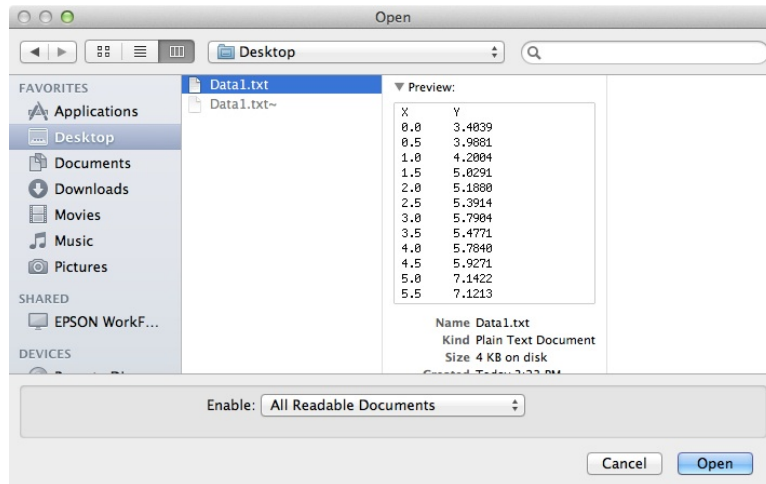 Open
Desktop
FAVORITES
Applications
Desktop
Documents
Downloads
Movies
Music
Pictures
SHARED
EPSON WorkF...
DEVICES
Data1.txt
Data1.txt~
Preview:
X Y
0.0 3.4039
0.5 3.9881
1.0 4.2004
1.5 5.0291
2.0 5.1880
2.5 5.3914
3.0 5.7904
3.5 5.4771
4.0 5.7840
4.5 5.9271
5.0 7.1422
5.5 7.1213
Name Data1.txt
Kind Plain Text Document
Size 4 KB on disk
Enable: All Readable Documents
Cancel Open